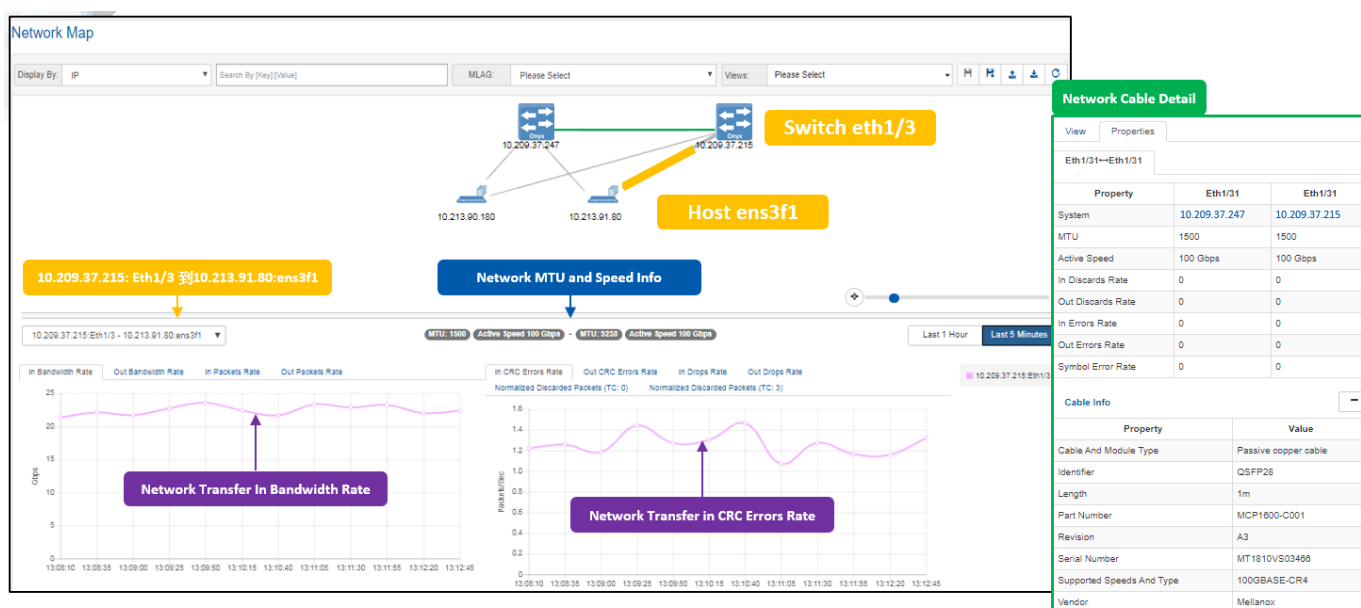 Network Map
Display By: IP Search By [Key]:[Value] MLAG: Please Select Views: Please Select
Onyx Onyx
10.209.37.247 10.209.37.215
Switch eth1/3
10.213.90.180 10.213.91.80
Host ens3f1
10.209.37.215: Eth1/3 到10.213.91.80:ens3f1
Network MTU and Speed Info
10.209.37.215:Eth1/3 - 10.213.91.80:ens3f1
MTU: 1500 Active Speed 100 Gbps - MTU: 5238 Active Speed 100 Gbps
Last 1 Hour Last 5 Minutes
In Bandwidth Rate Out Bandwidth Rate In Packets Rate Out Packets Rate
25
20
15
10
5
0
Gbps
Network Transfer In Bandwidth Rate
13:08:10 13:08:35 13:09:00 13:09:25 13:09:50 13:10:15 13:10:40 13:11:05 13:11:30 13:11:55 13:12:20 13:12:45
In CRC Errors Rate Out CRC Errors Rate In Drops Rate Out Drops Rate
Normalized Discarded Packets (TC: 0) Normalized Discarded Packets (TC: 3)
10.209.37.215:Eth1/3
1.6
1.4
1.2
1.0
0.8
0.6
0.4
0.2
0
Packets/Sec
Network Transfer in CRC Errors Rate
13:08:10 13:08:35 13:09:00 13:09:25 13:09:50 13:10:15 13:10:40 13:11:05 13:11:30 13:11:55 13:12:20 13:12:45
Network Cable Detail
View Properties
Eth1/31↔Eth1/31
Property Eth1/31 Eth1/31
System 10.209.37.247 10.209.37.215
MTU 1500 1500
Active Speed 100 Gbps 100 Gbps
In Discards Rate 0 0
Out Discards Rate 0 0
In Errors Rate 0 0
Out Errors Rate 0 0
Symbol Error Rate 0 0
Cable Info
Property Value
Cable And Module Type Passive copper cable
Identifier QSFP28
Length 1m
Part Number MCP1600-C001
Revision A3
Serial Number MT1810VS03466
Supported Speeds And Type 100GBASE-CR4
Vendor Mellanox